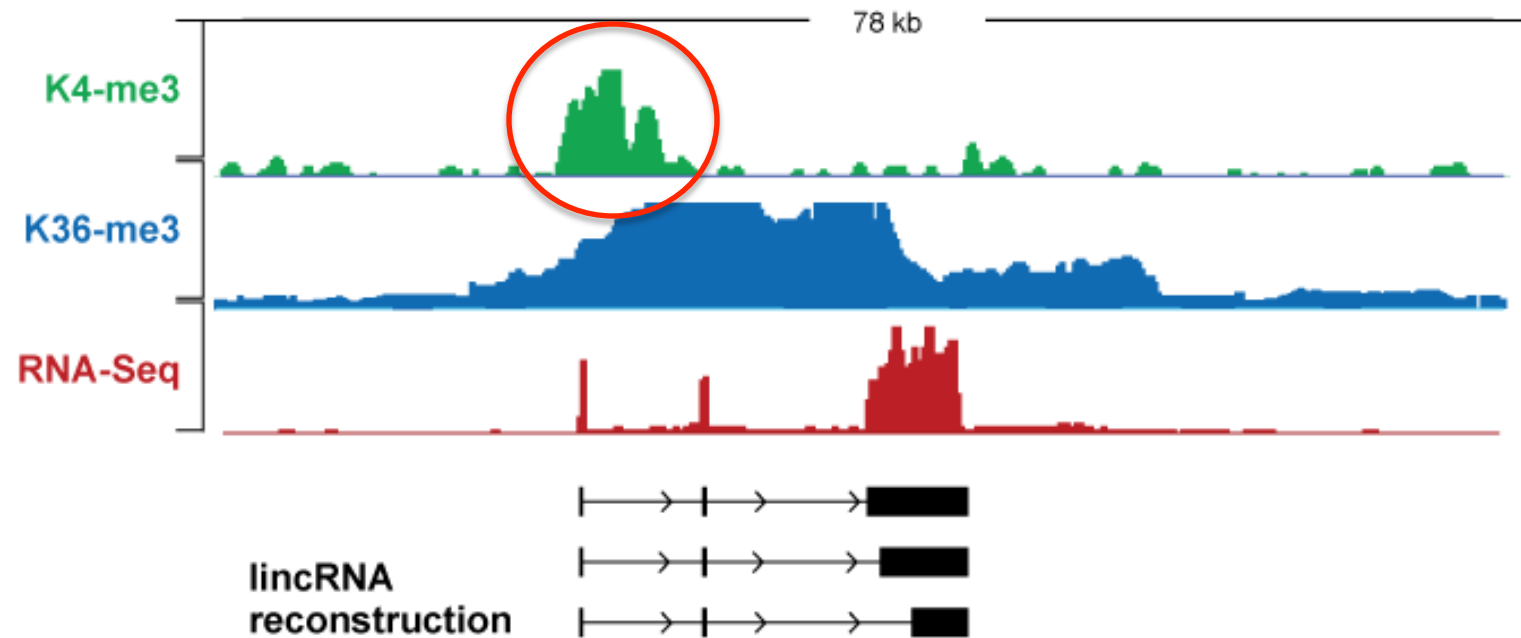 78 kb
K4-me3
K36-me3
RNA-Seq
lincRNA
reconstruction